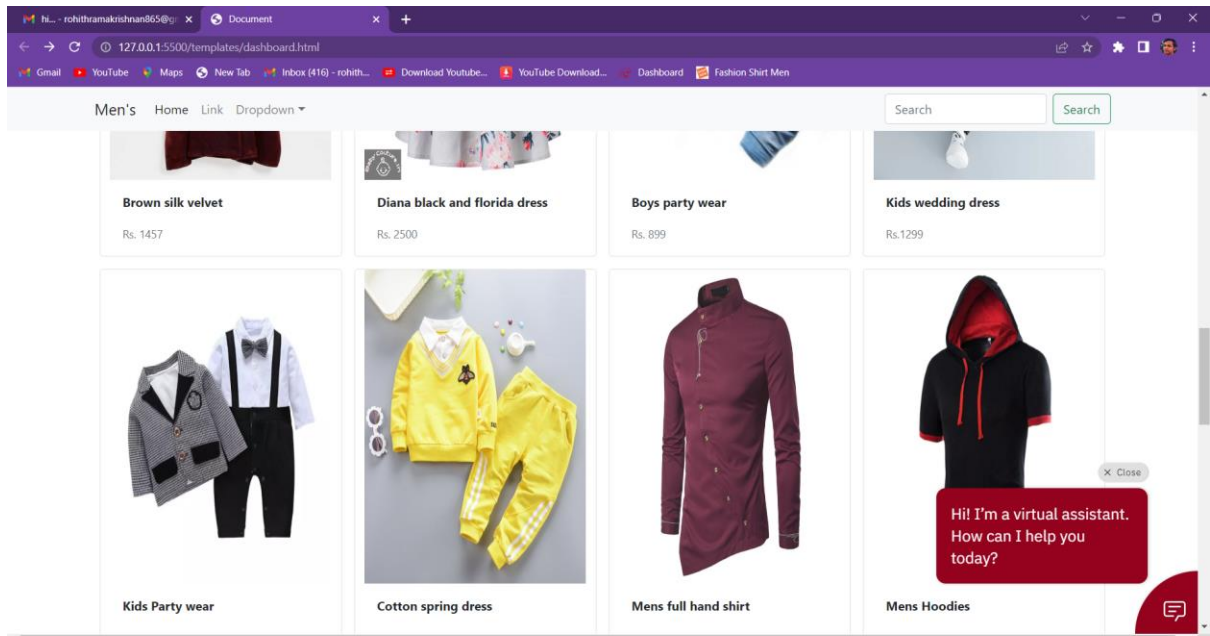 hi... - rohithramakrishnan865@g
Document
127.0.0.1:5500/templates/dashboard.html
Gmail
YouTube
Maps
New Tab
Inbox (416) - rohith...
Download Youtube...
YouTube Download...
Dashboard
Fashion Shirt Men
Men's
Home
Link
Dropdown
Search
Search
Brown silk velvet
Rs. 1457
Diana black and florida dress
Rs. 2500
Boys party wear
Rs. 899
Kids wedding dress
Rs.1299
Kids Party wear
Cotton spring dress
Mens full hand shirt
Mens Hoodies
× Close
Hi! I'm a virtual assistant.
How can I help you
today?